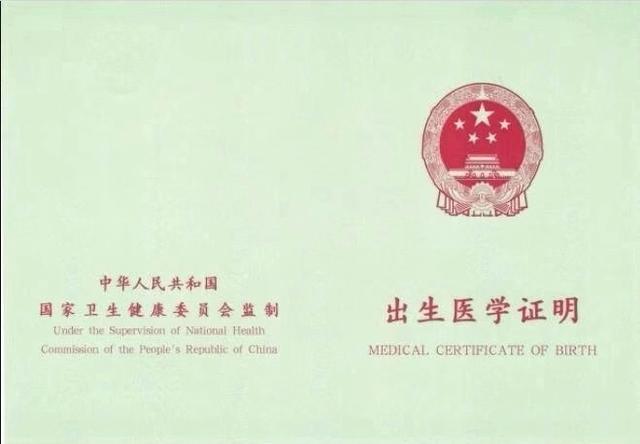 中华人民共和国
国家卫生健康委员会监制
Under the Supervision of National Health
Commission of the People's Republic of China
出生医学证明
MEDICAL CERTIFICATE OF BIRTH